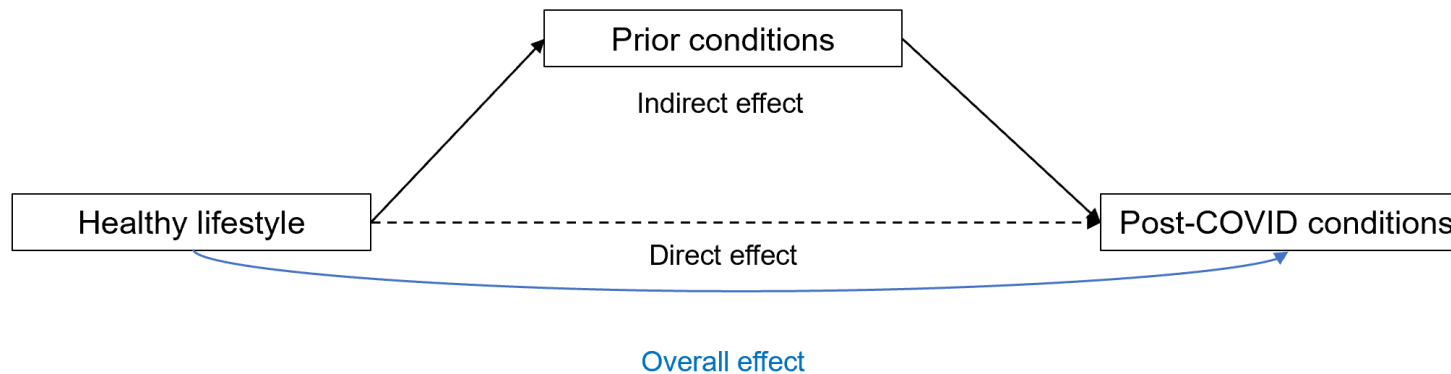 Prior conditions
Indirect effect
Healthy lifestyle
Post-COVID conditions
Direct effect
Overall effect